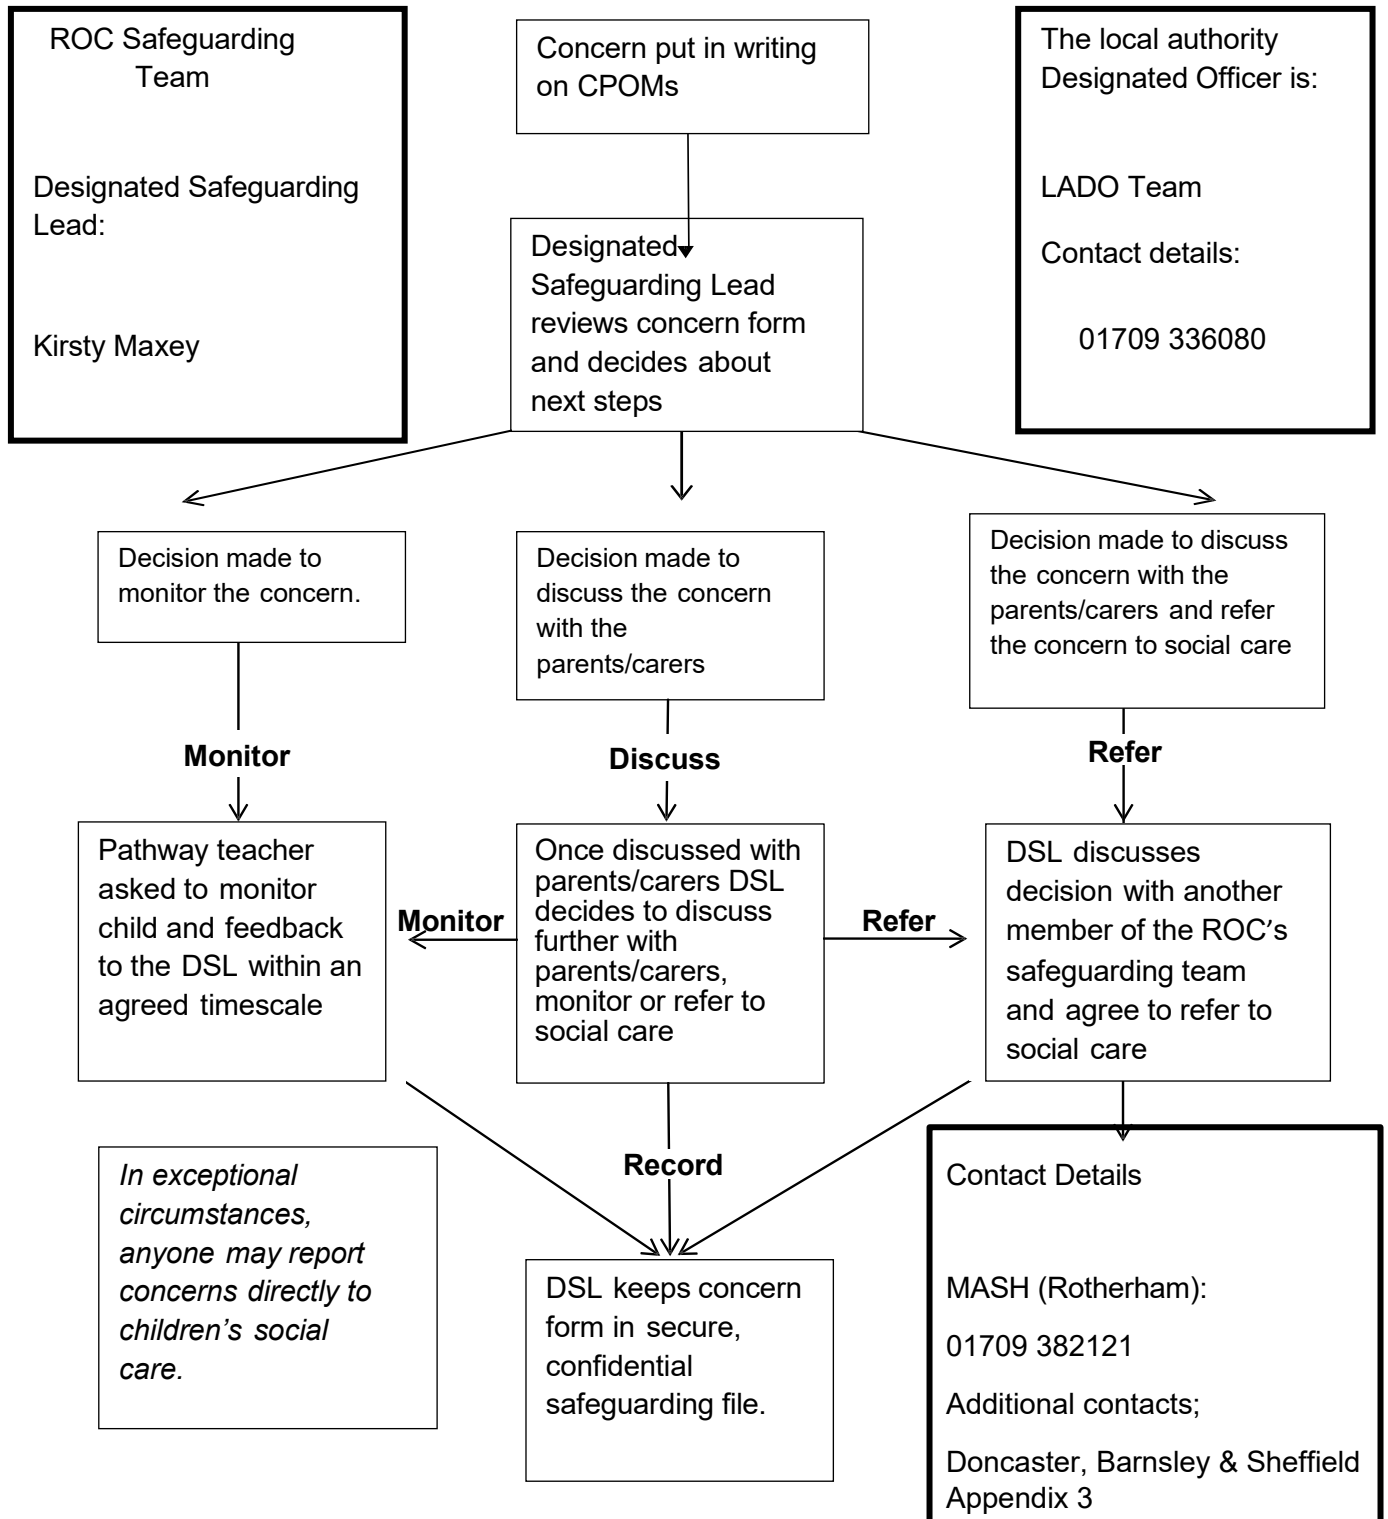 ROC Safeguarding
Team
Designated Safeguarding
Lead:
Kirsty Maxey
Concern put in writing
on CPOMs
The local authority
Designated Officer is:
LADO Team
Contact details:
01709 336080
Designated
Safeguarding Lead
reviews concern form
and decides about
next steps
Decision made to
monitor the concern.
Decision made to
discuss the concern
with the
parents/carers
Decision made to discuss
the concern with the
parents/carers and refer
the concern to social care
Monitor
Discuss
Refer
Pathway teacher
asked to monitor
child and feedback
to the DSL within an
agreed timescale
Monitor
Once discussed with
parents/carers DSL
decides to discuss
further with
parents/carers,
monitor or refer to
social care
Refer
DSL discusses
decision with another
member of the ROC’s
safeguarding team
and agree to refer to
social care
In exceptional
circumstances,
anyone may report
concerns directly to
children’s social
care.
Record
DSL keeps concern
form in secure,
confidential
safeguarding file.
Contact Details
MASH (Rotherham):
01709 382121
Additional contacts;
Doncaster, Barnsley & Sheffield
Appendix 3